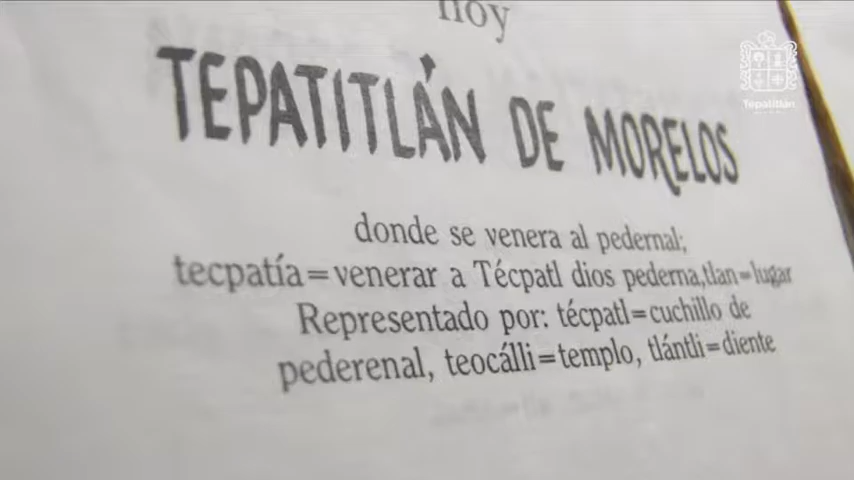 hoy
TEPATITLÁN DE MORELOS
donde se venera al pedernal;
tecpatía=venerar a Técpatl dios pederna,tlan=lugar
Representado por: técpatl=cuchillo de
pederenal, teocálli=templo, tlántli=diente
Tepatitlán